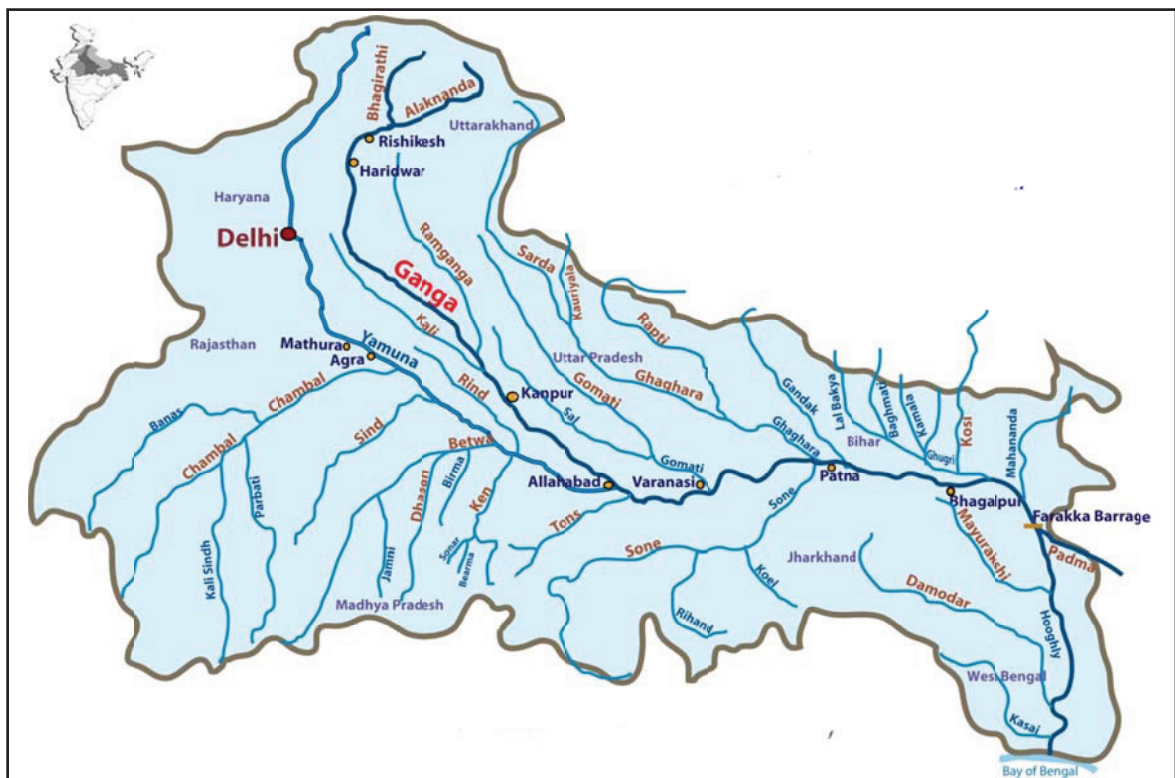 Bhagirathi
Alaknanda
Uttarakhand
Rishikesh
Haridwar
Haryana
Delhi
Ramganga
Ganga
Sarda
Kauriyala
Kali
Rapti
Rajasthan
Mathura
Agra
Yamuna
Uttar Pradesh
Chambal
Rind
Kanpur
Ghaghara
Gandak
Lal Bakya
Baghmati
Kamala
Kosi
Banas
Sal
Gomati
Sind
Betwa
Ghaghara
Bihar
Ghugri
Mahananda
Chambal
Parbati
Dhasan
Birma
Ken
Gomati
Allahabad
Varanasi
Patna
Bhagalpur
Farakka Barrage
Kali Sindh
Jamni
Sonar
Bearma
Tons
Sone
Sone
Mayurakshi
Padma
Jharkhand
Koel
Damodar
Madhya Pradesh
Rihand
Hooghly
West Bengal
Kasai
Bay of Bengal